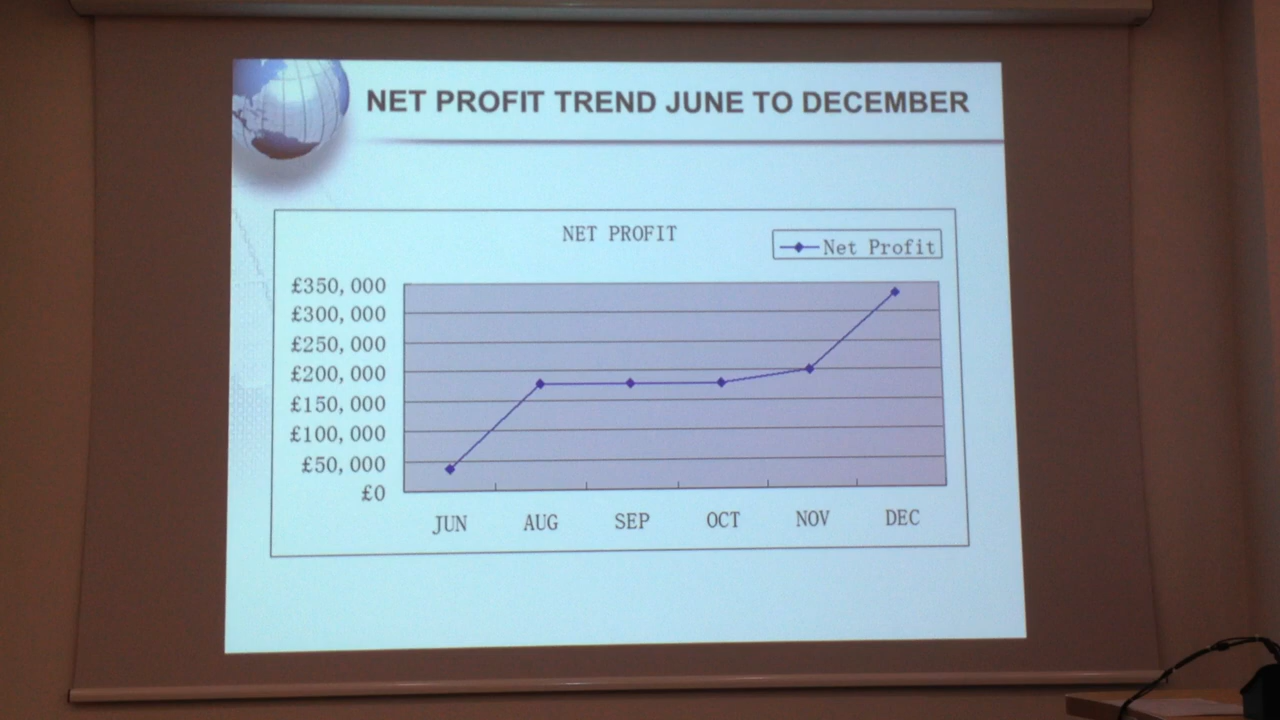 NET PROFIT TREND JUNE TO DECEMBER
NET PROFIT
Net Profit
£350,000
£300,000
£250,000
£200,000
£150,000
£100,000
£50,000
£0
JUN AUG SEP OCT NOV DEC